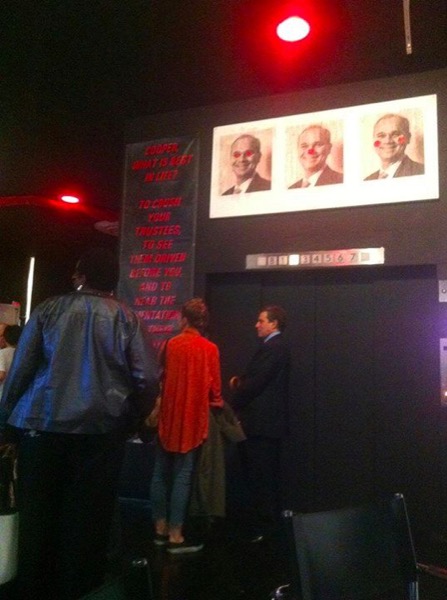 COOPER,
WHAT IS BEST
IN LIFE?
TO CRUSH
YOUR
TRUSTEES,
TO SEE
THEM DRIVEN
BEFORE YOU,
AND TO
HEAR THE
34567